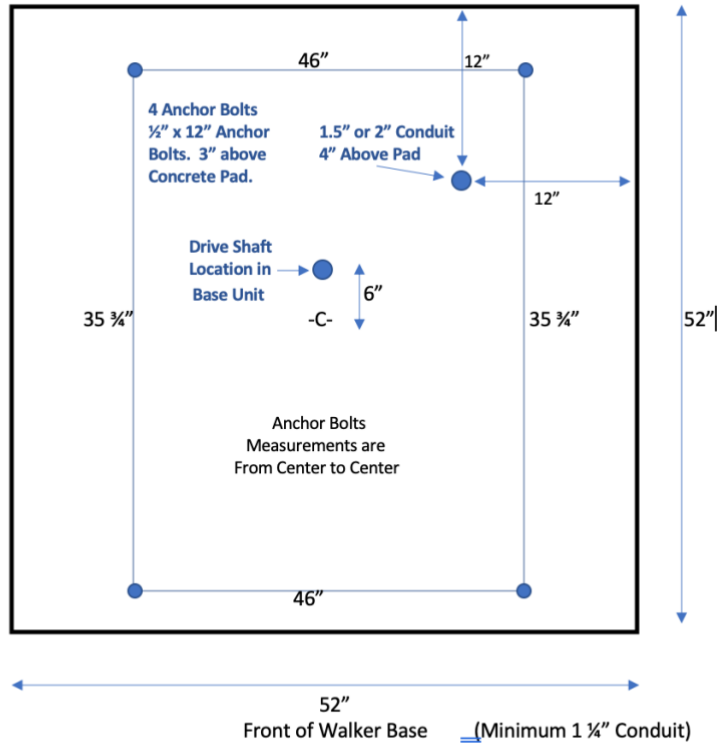 46”
12”
4 Anchor Bolts
½” x 12” Anchor
Bolts.  3” above
Concrete Pad.
1.5” or 2” Conduit
4” Above Pad
12”
Drive Shaft
Location in
Base Unit
6”
35 ¾”
-C-
35 ¾”
52”
Anchor Bolts
Measurements are
From Center to Center
46”
52”
Front of Walker Base
(Minimum 1 ¼” Conduit)